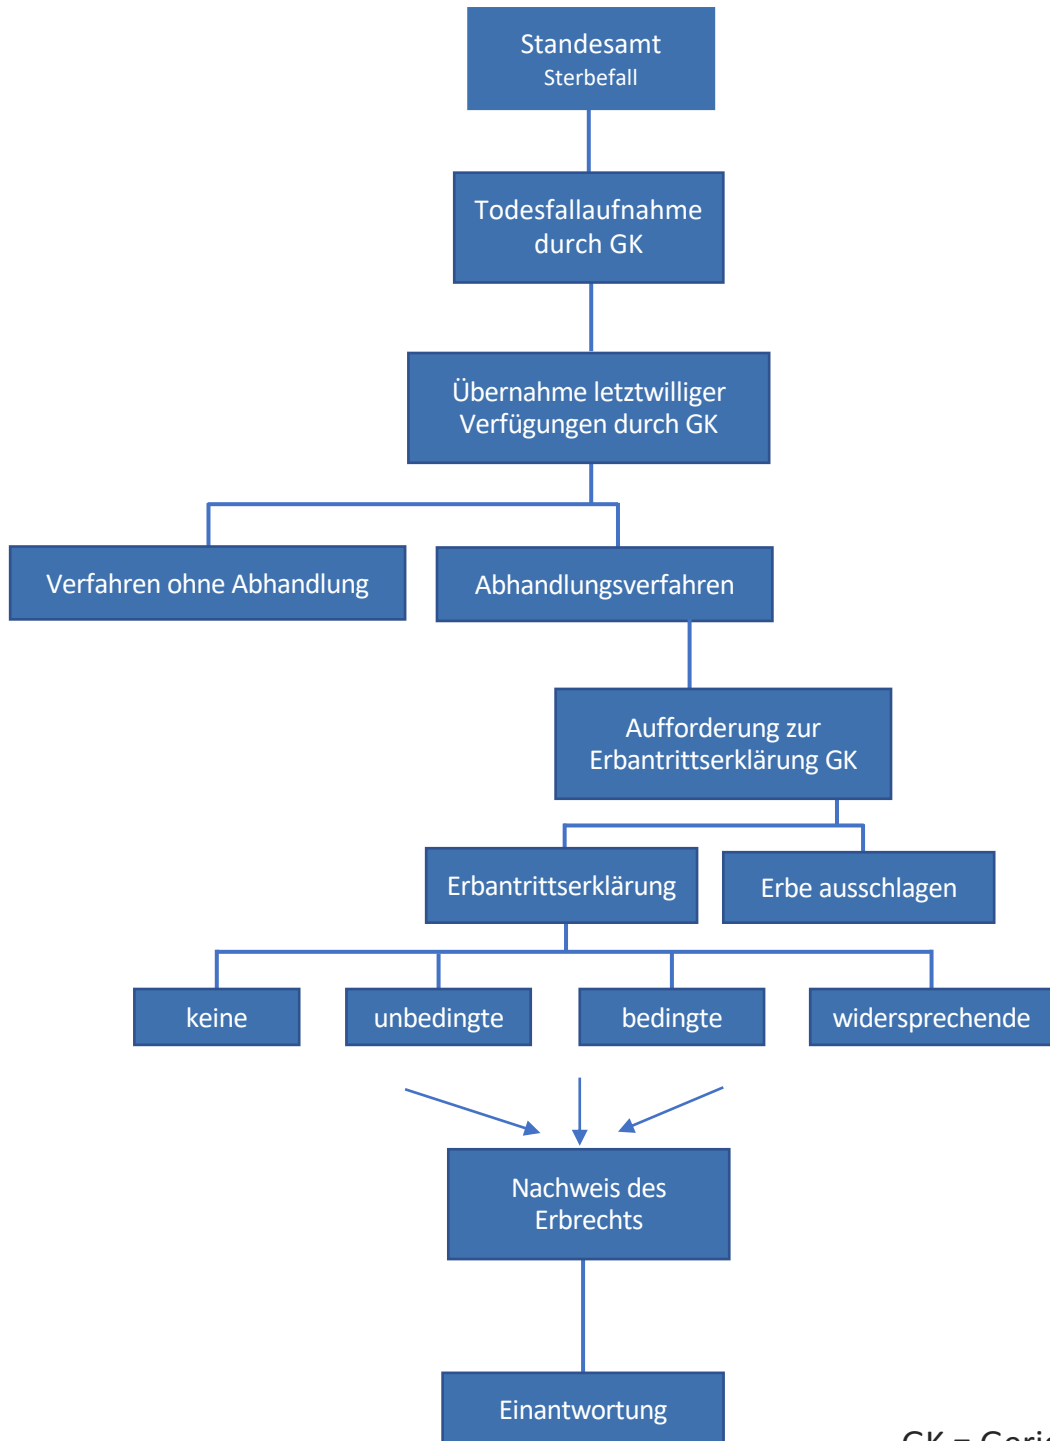 Standesamt
Sterbefall
Todesfallaufnahme
durch GK
Übernahme letztwilliger
Verfügungen durch GK
Verfahren ohne Abhandlung
Abhandlungsverfahren
Aufforderung zur
Erbantrittserklärung GK
Erbantrittserklärung
Erbe ausschlagen
keine
unbedingte
bedingte
widersprechende
Nachweis des
Erbrechts
Einantwortung
GK =